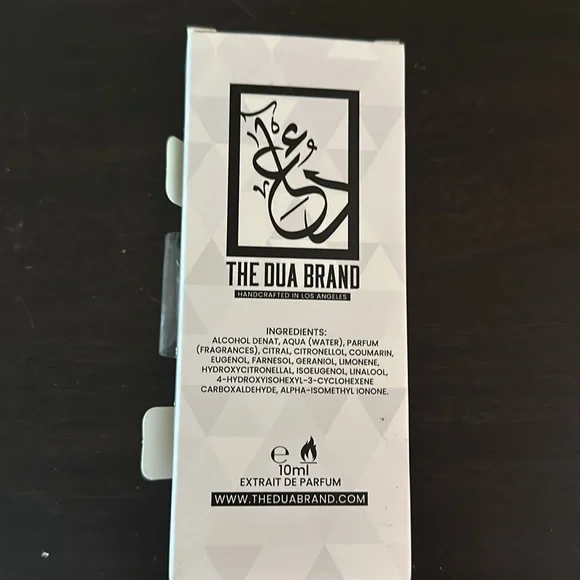 دعاء
THE DUA BRAND
HANDCRAFTED IN LOS ANGELES
INGREDIENTS:
ALCOHOL DENAT, AQUA (WATER), PARFUM
(FRAGRANCES), CITRAL, CITRONELLOL, COUMARIN,
EUGENOL, FARNESOL, GERANIOL, LIMONENE,
HYDROXYCITRONELLAL, ISOEUGENOL, LINALOOL,
4-HYDROXYISOHEXYL-3-CYCLOHEXENE
CARBOXALDEHYDE, ALPHA-ISOMETHYL IONONE.
℮
10ml
EXTRAIT DE PARFUM
WWW.THEDUABRAND.COM